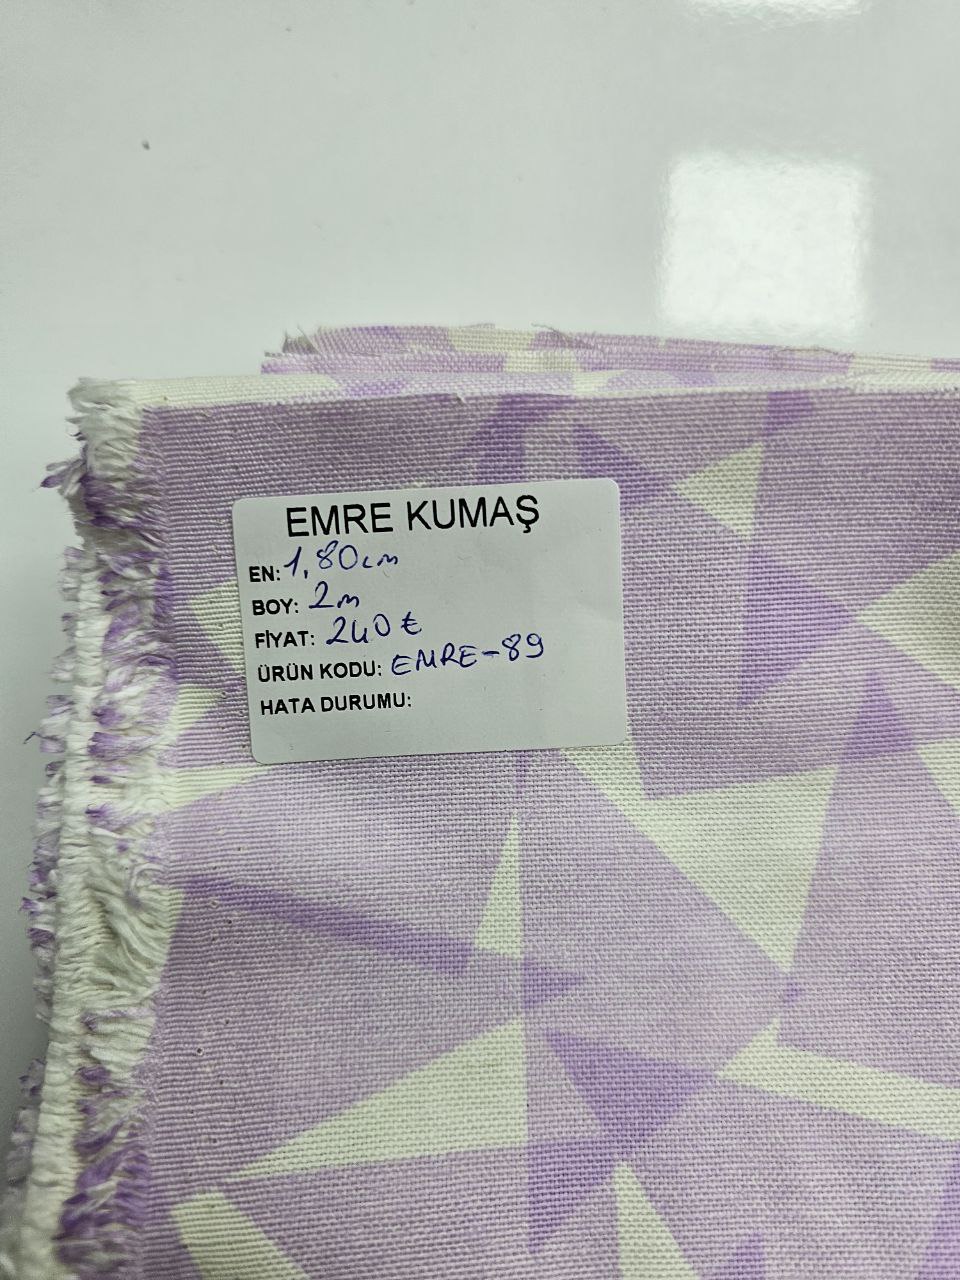 EMRE KUMAŞ
EN: 1,80cm
BOY: 2m
FİYAT: 240 ₺
ÜRÜN KODU: EMRE-89
HATA DURUMU: